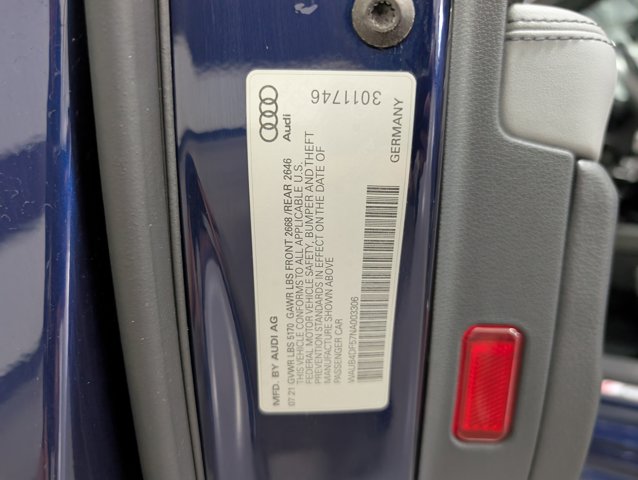 MFD. BY AUDI AG
07.21 GVWR LBS 5170 GAWR LBS FRONT 2668 /REAR 2646
THIS VEHICLE CONFORMS TO ALL APPLICABLE U.S.
FEDERAL MOTOR VEHICLE SAFETY, BUMPER AND THEFT
PREVENTION STANDARDS IN EFFECT ON THE DATE OF
MANUFACTURE SHOWN ABOVE
PASSENGER CAR
WAUB4DF57NA003306
Audi
3011746
GERMANY